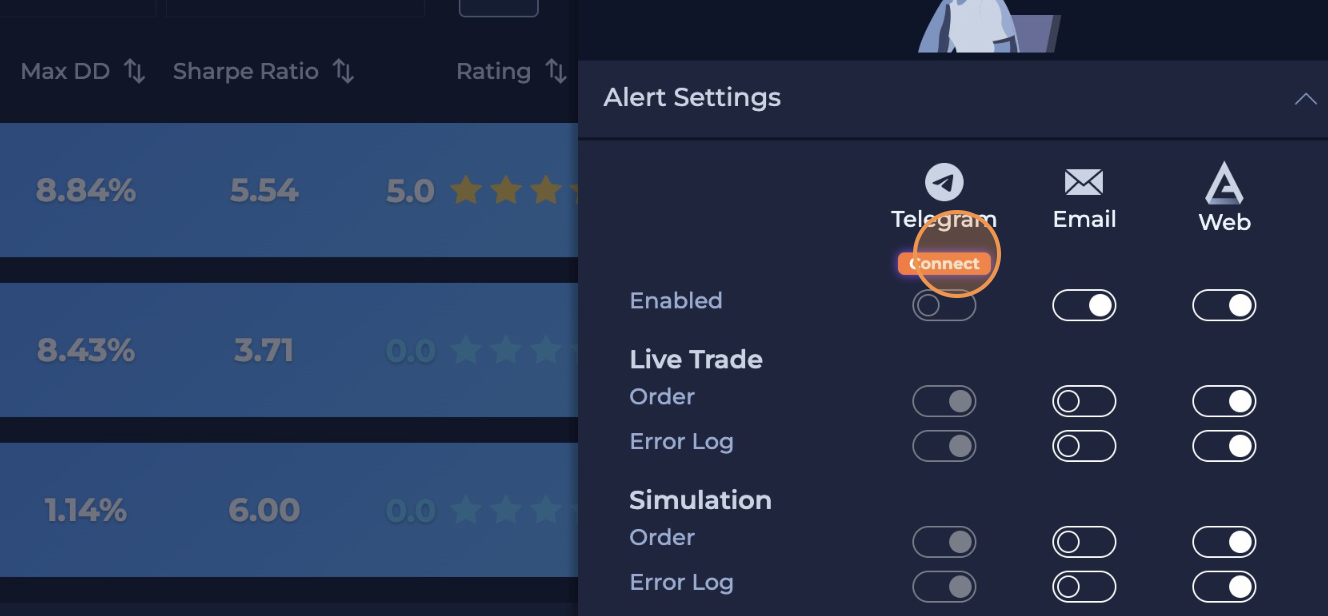 Max DD Sharpe Ratio Rating
8.84% 5.54 5.0
8.43% 3.71 0.0
1.14% 6.00 0.0
Alert Settings
Telegram Email Web
Connect
Enabled
Live Trade
Order
Error Log
Simulation
Order
Error Log